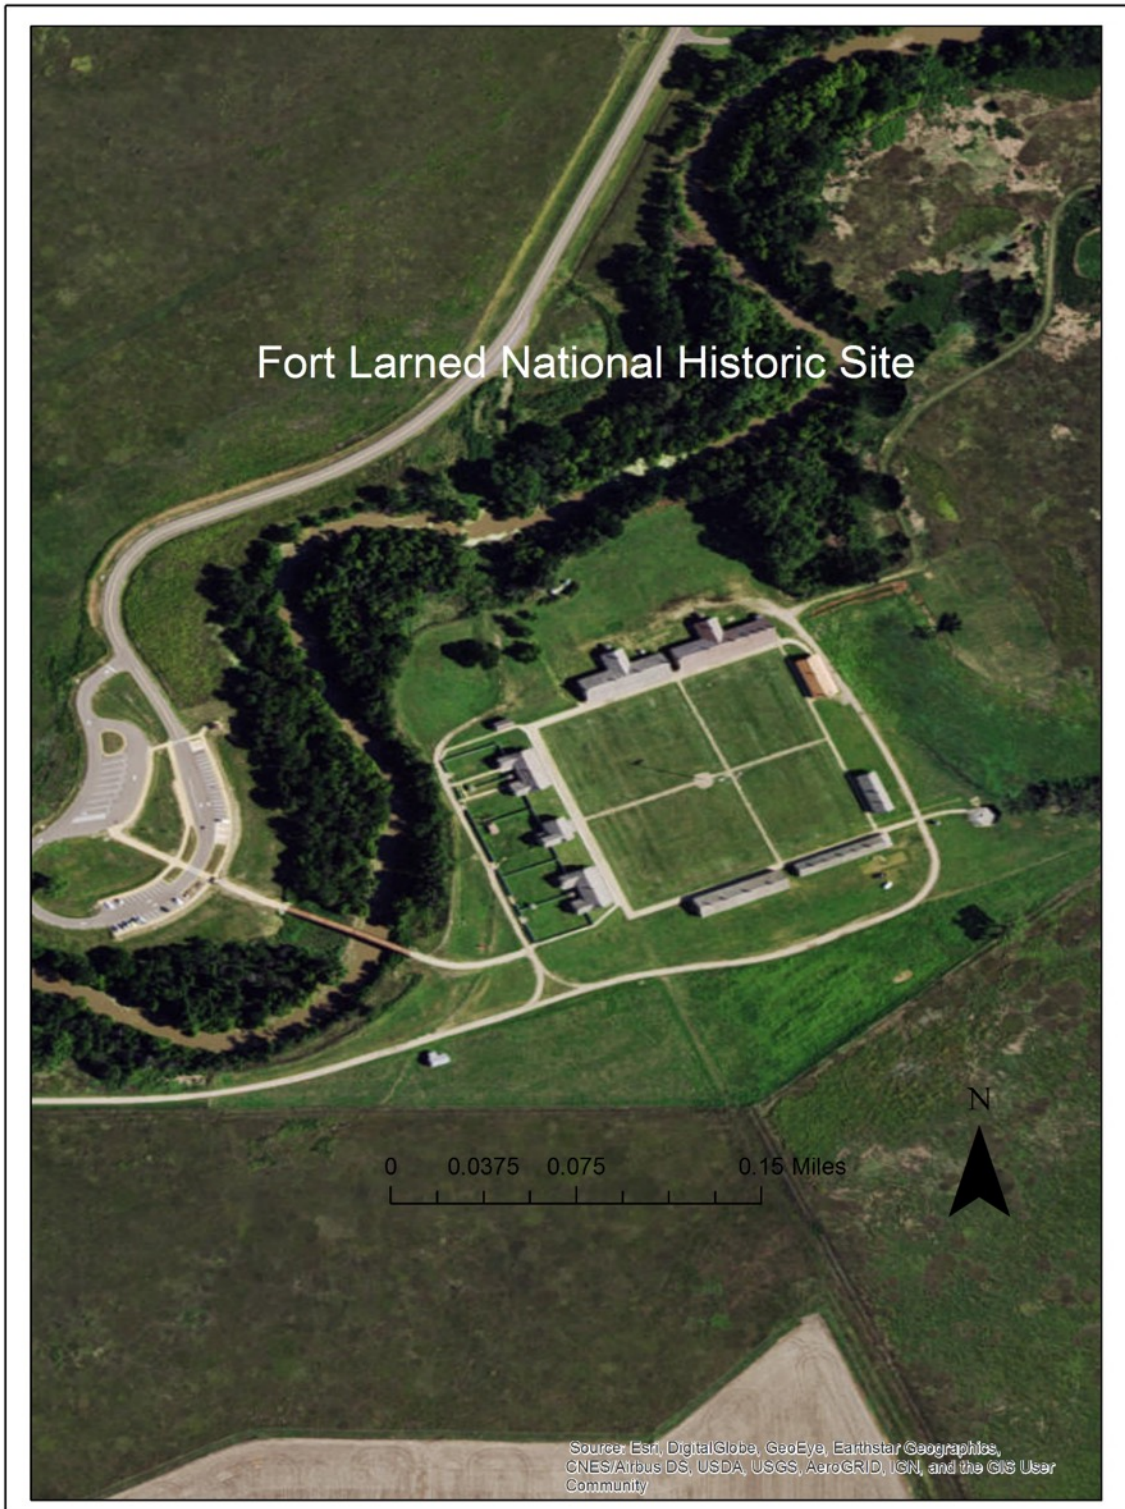 Fort Larned National Historic Site
N
0 0.0375 0.075 0.15 Miles
Source: Esri, DigitalGlobe, GeoEye, Earthstar Geographics,
CNES/Airbus DS, USDA, USGS, AeroGRID, IGN, and the GIS User
Community